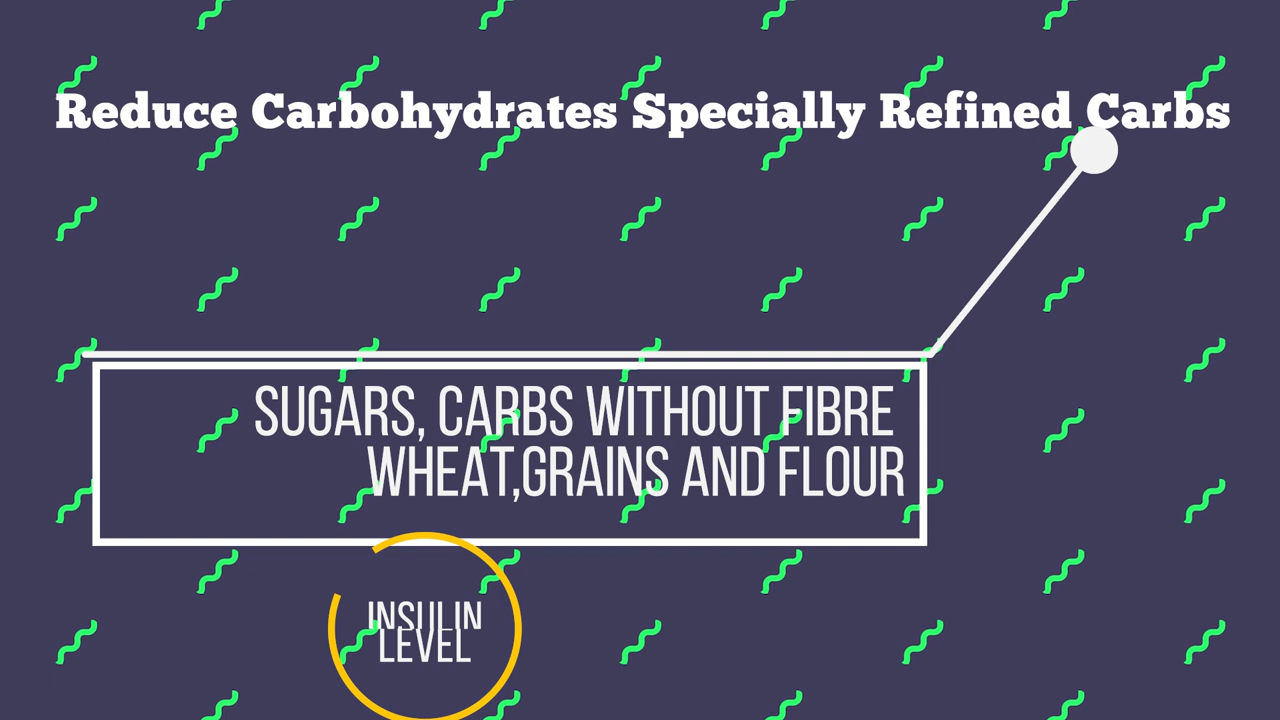 Reduce Carbohydrates Specially Refined Carbs
SUGARS, CARBS WITHOUT FIBRE
WHEAT,GRAINS AND FLOUR
INSULIN
LEVEL